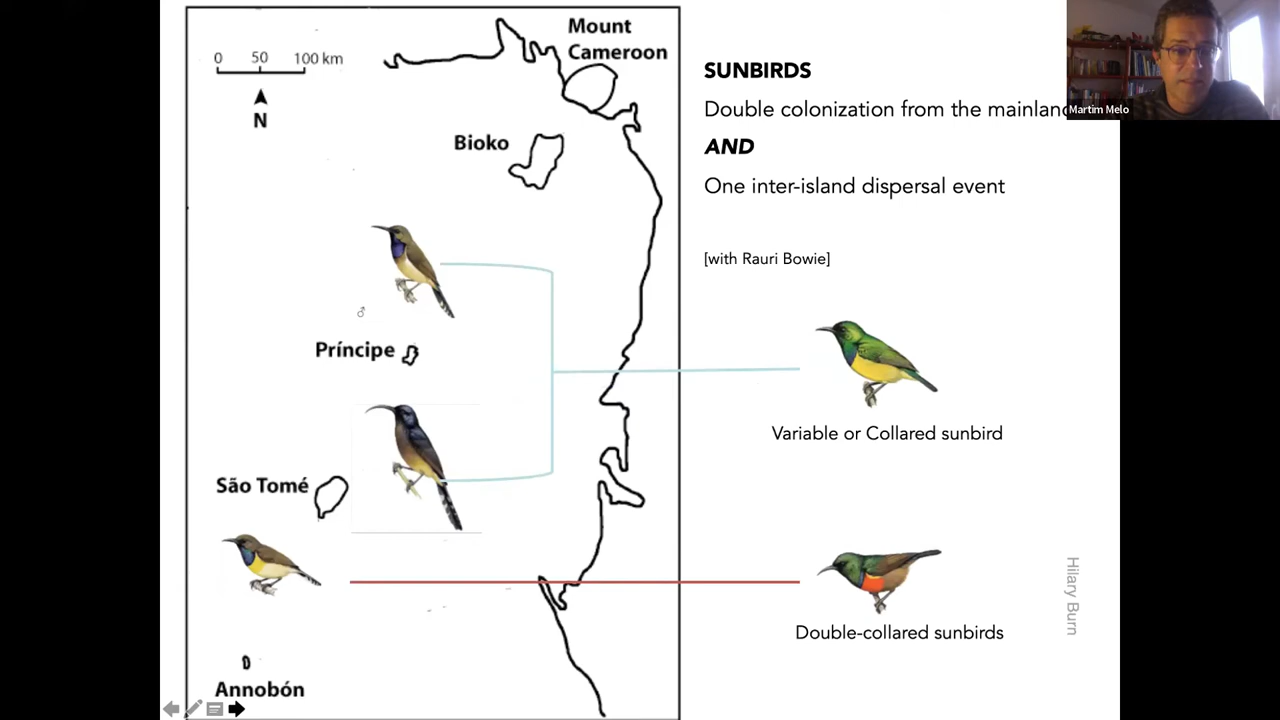 Mount
Cameroon
0 50 100 km
N
Bioko
♂
Príncipe
São Tomé
Annobón
SUNBIRDS
Double colonization from the mainland
AND
One inter-island dispersal event
[with Rauri Bowie]
Variable or Collared sunbird
Double-collared sunbirds
Hilary Burn
Martim Melo